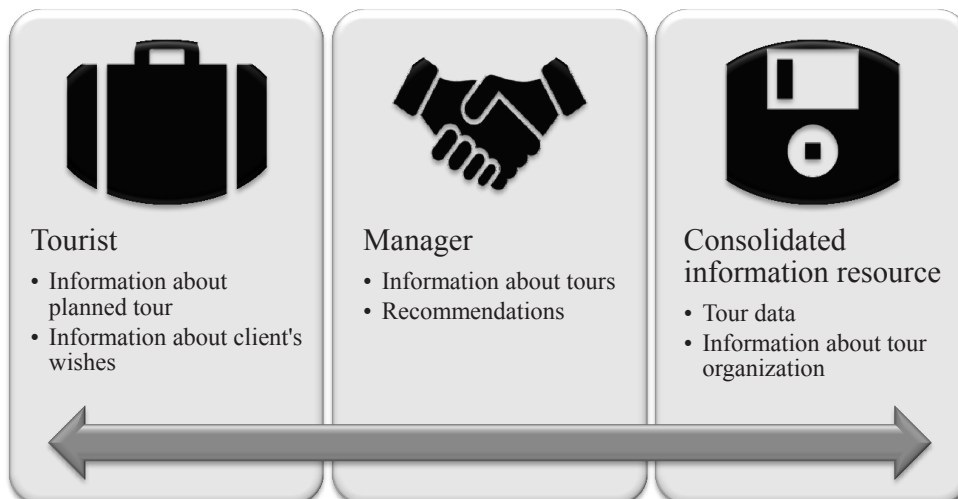 Tourist
• Information about
planned tour
• Information about client's
wishes
Manager
• Information about tours
• Recommendations
Consolidated
information resource
• Tour data
• Information about tour
organization